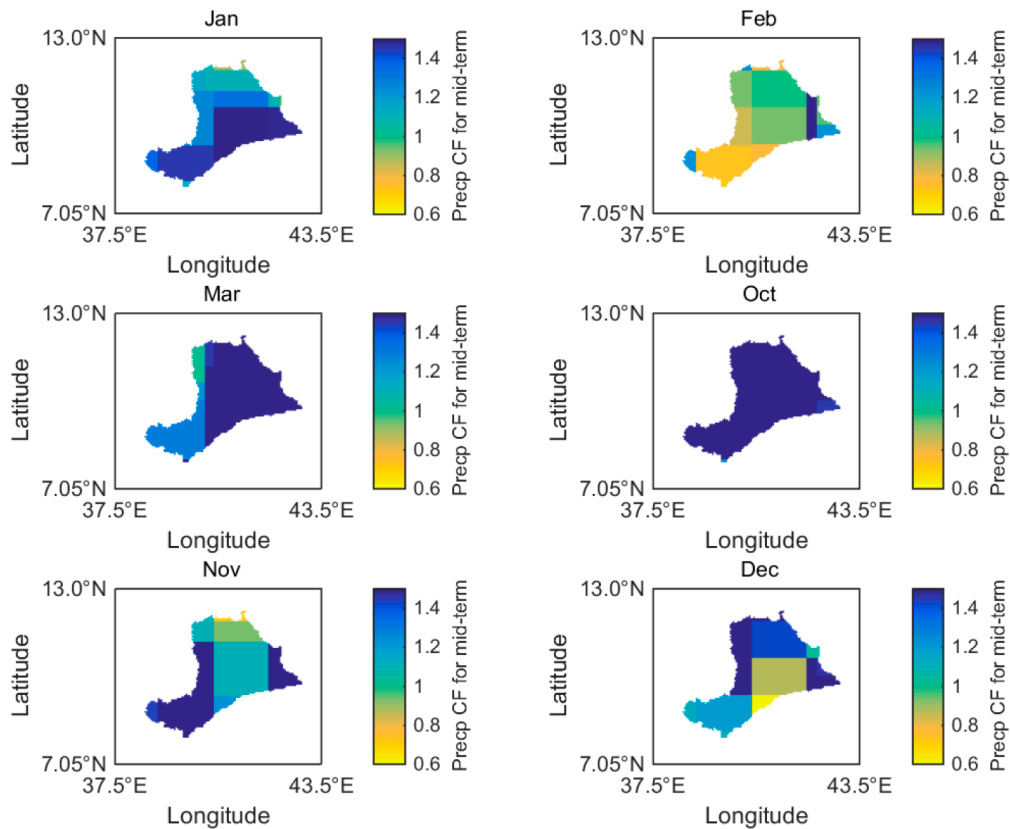 Jan
13.0°N
Latitude
7.05°N
37.5°E
43.5°E
Longitude
1.4
1.2
1
0.8
0.6
Precp CF for mid-term
Feb
13.0°N
Latitude
7.05°N
37.5°E
43.5°E
Longitude
1.4
1.2
1
0.8
0.6
Precp CF for mid-term
Mar
13.0°N
Latitude
7.05°N
37.5°E
43.5°E
Longitude
1.4
1.2
1
0.8
0.6
Precp CF for mid-term
Oct
13.0°N
Latitude
7.05°N
37.5°E
43.5°E
Longitude
1.4
1.2
1
0.8
0.6
Precp CF for mid-term
Nov
13.0°N
Latitude
7.05°N
37.5°E
43.5°E
Longitude
1.4
1.2
1
0.8
0.6
Precp CF for mid-term
Dec
13.0°N
Latitude
7.05°N
37.5°E
43.5°E
Longitude
1.4
1.2
1
0.8
0.6
Precp CF for mid-term